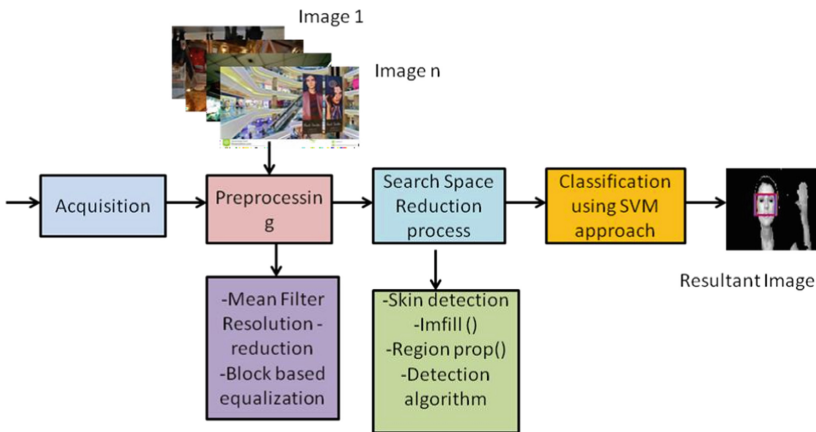 Image 1
Image n
Acquisition
Preprocessin
g
Search Space
Reduction
process
Classification
using SVM
approach
Resultant Image
-Mean Filter
Resolution -
reduction
-Block based
equalization
-Skin detection
-Imfill ()
-Region prop()
-Detection
algorithm